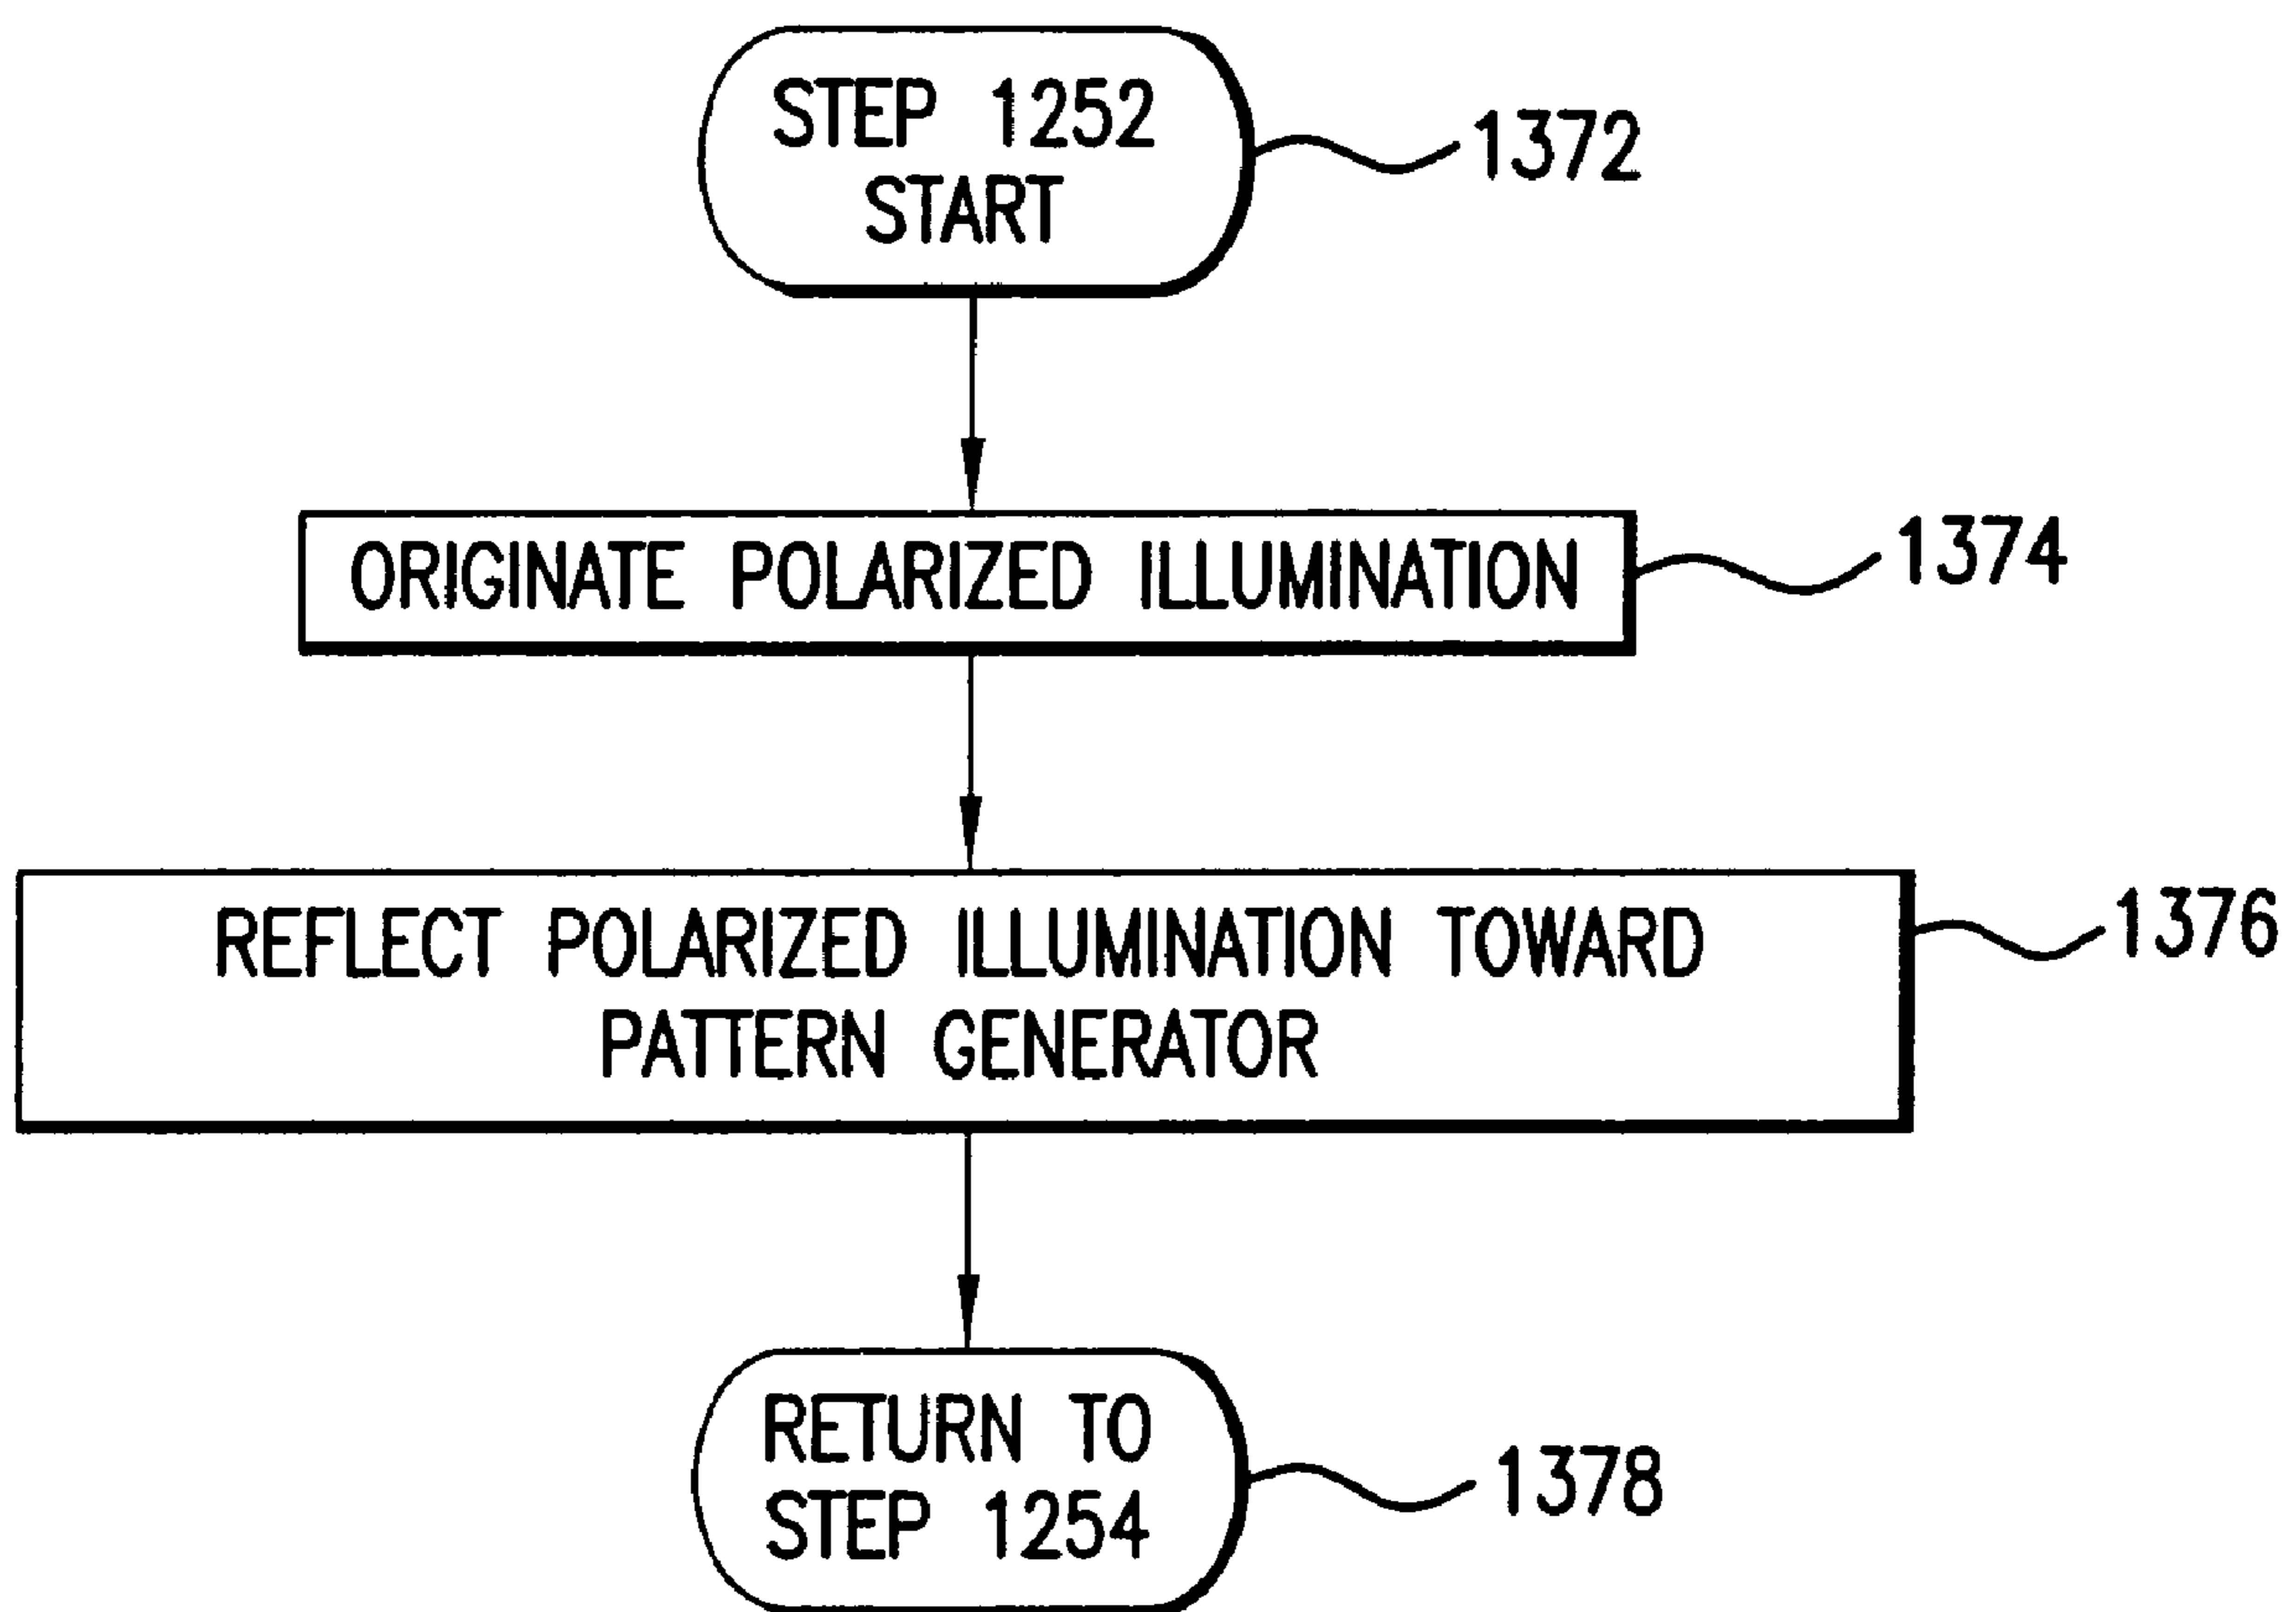 STEP 1252
START
1372
ORIGINATE POLARIZED ILLUMINATION
1374
REFLECT POLARIZED ILLUMINATION TOWARD
PATTERN GENERATOR
1376
RETURN TO
STEP 1254
1378